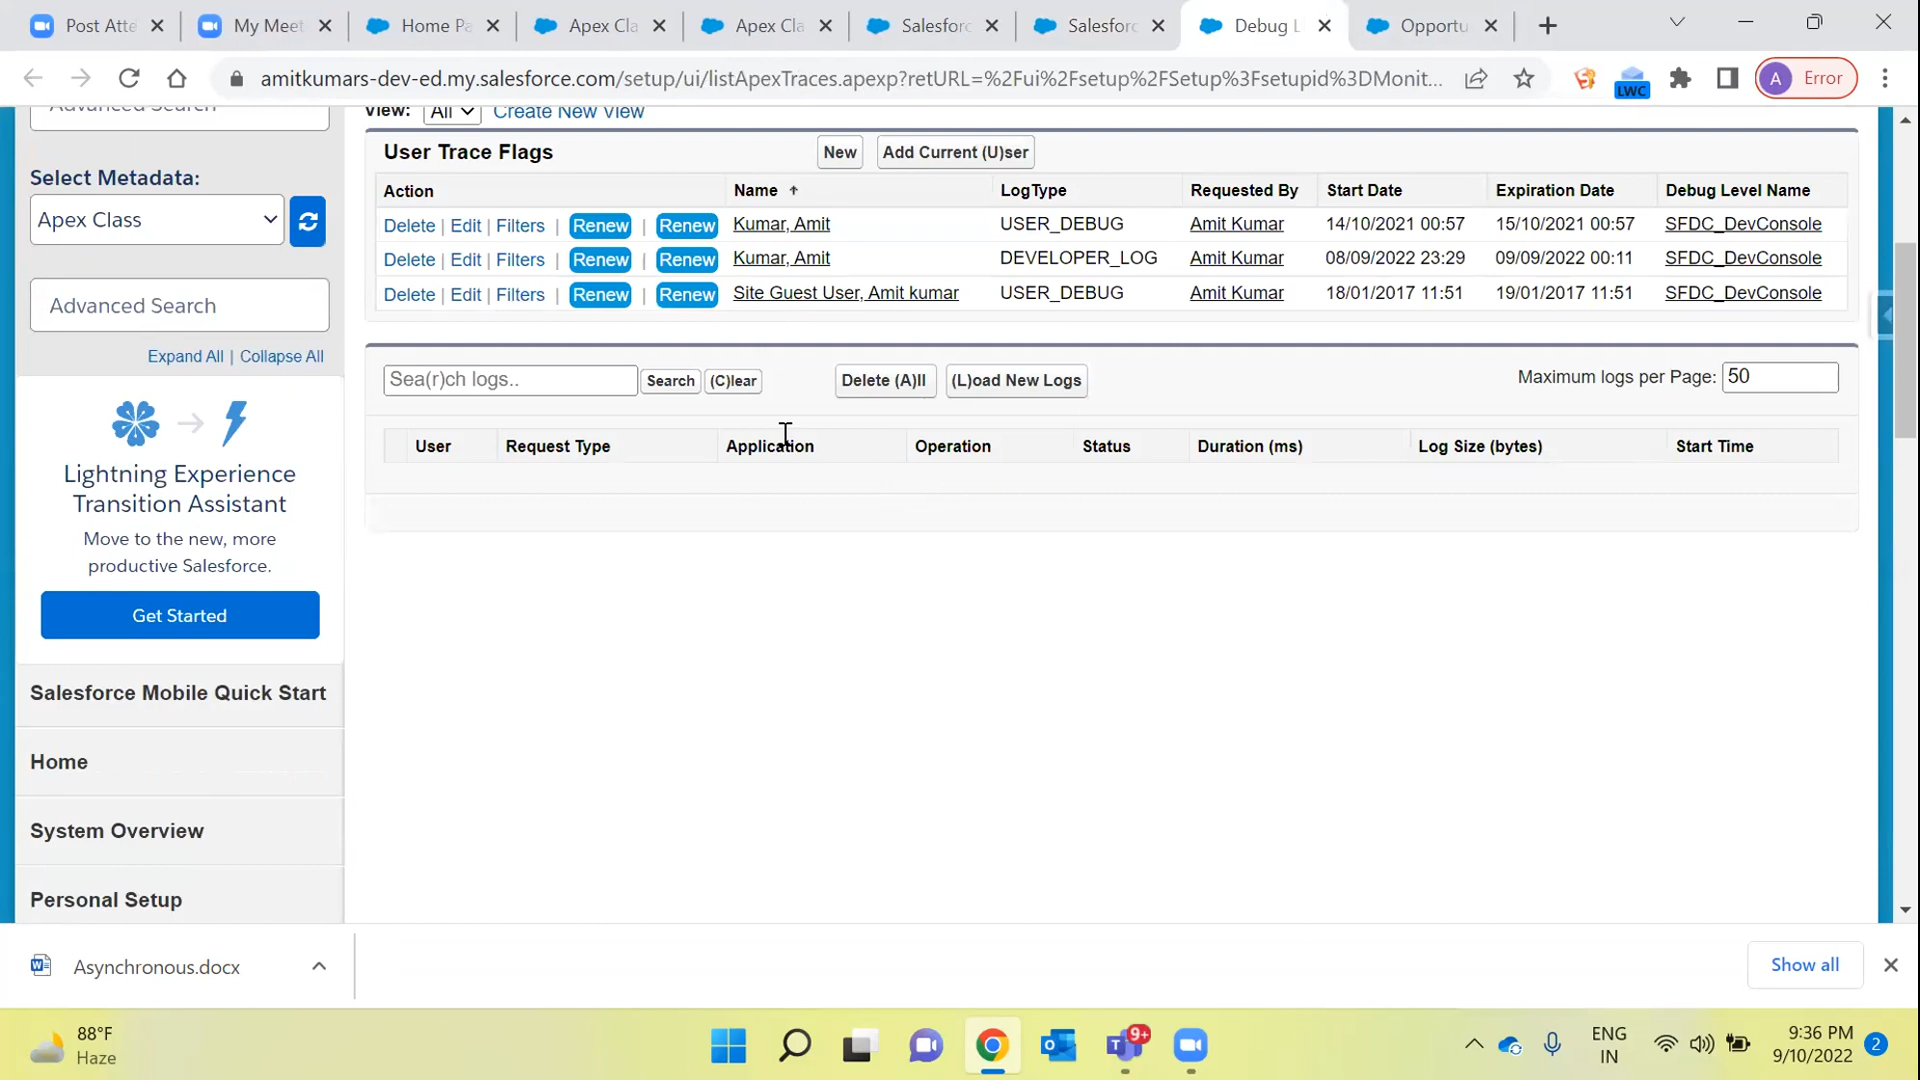 Post Atte
My Meet
Home Pa
Apex Cla
Apex Cla
Salesforc
Salesforc
Debug L
Opportu
amitkumars-dev-ed.my.salesforce.com/setup/ui/listApexTraces.apexp?retURL=%2Fui%2Fsetup%2FSetup%3Fsetupid%3DMonit...
LWC
A Error
Advanced Search
Select Metadata:
Apex Class
Advanced Search
Expand All | Collapse All
Lightning Experience
Transition Assistant
Move to the new, more
productive Salesforce.
Get Started
Salesforce Mobile Quick Start
Home
System Overview
Personal Setup
View: All Create New View
User Trace Flags New Add Current (U)ser
Action Name LogType Requested By Start Date Expiration Date Debug Level Name
Delete | Edit | Filters | Renew | Renew Kumar, Amit USER_DEBUG Amit Kumar 14/10/2021 00:57 15/10/2021 00:57 SFDC_DevConsole
Delete | Edit | Filters | Renew | Renew Kumar, Amit DEVELOPER_LOG Amit Kumar 08/09/2022 23:29 09/09/2022 00:11 SFDC_DevConsole
Delete | Edit | Filters | Renew | Renew Site Guest User, Amit kumar USER_DEBUG Amit Kumar 18/01/2017 11:51 19/01/2017 11:51 SFDC_DevConsole
Sea(r)ch logs.. Search (C)lear Delete (A)ll (L)oad New Logs Maximum logs per Page: 50
User Request Type Application Operation Status Duration (ms) Log Size (bytes) Start Time
Asynchronous.docx
Show all
88°F
Haze
9+
ENG
IN
9:36 PM
9/10/2022
2